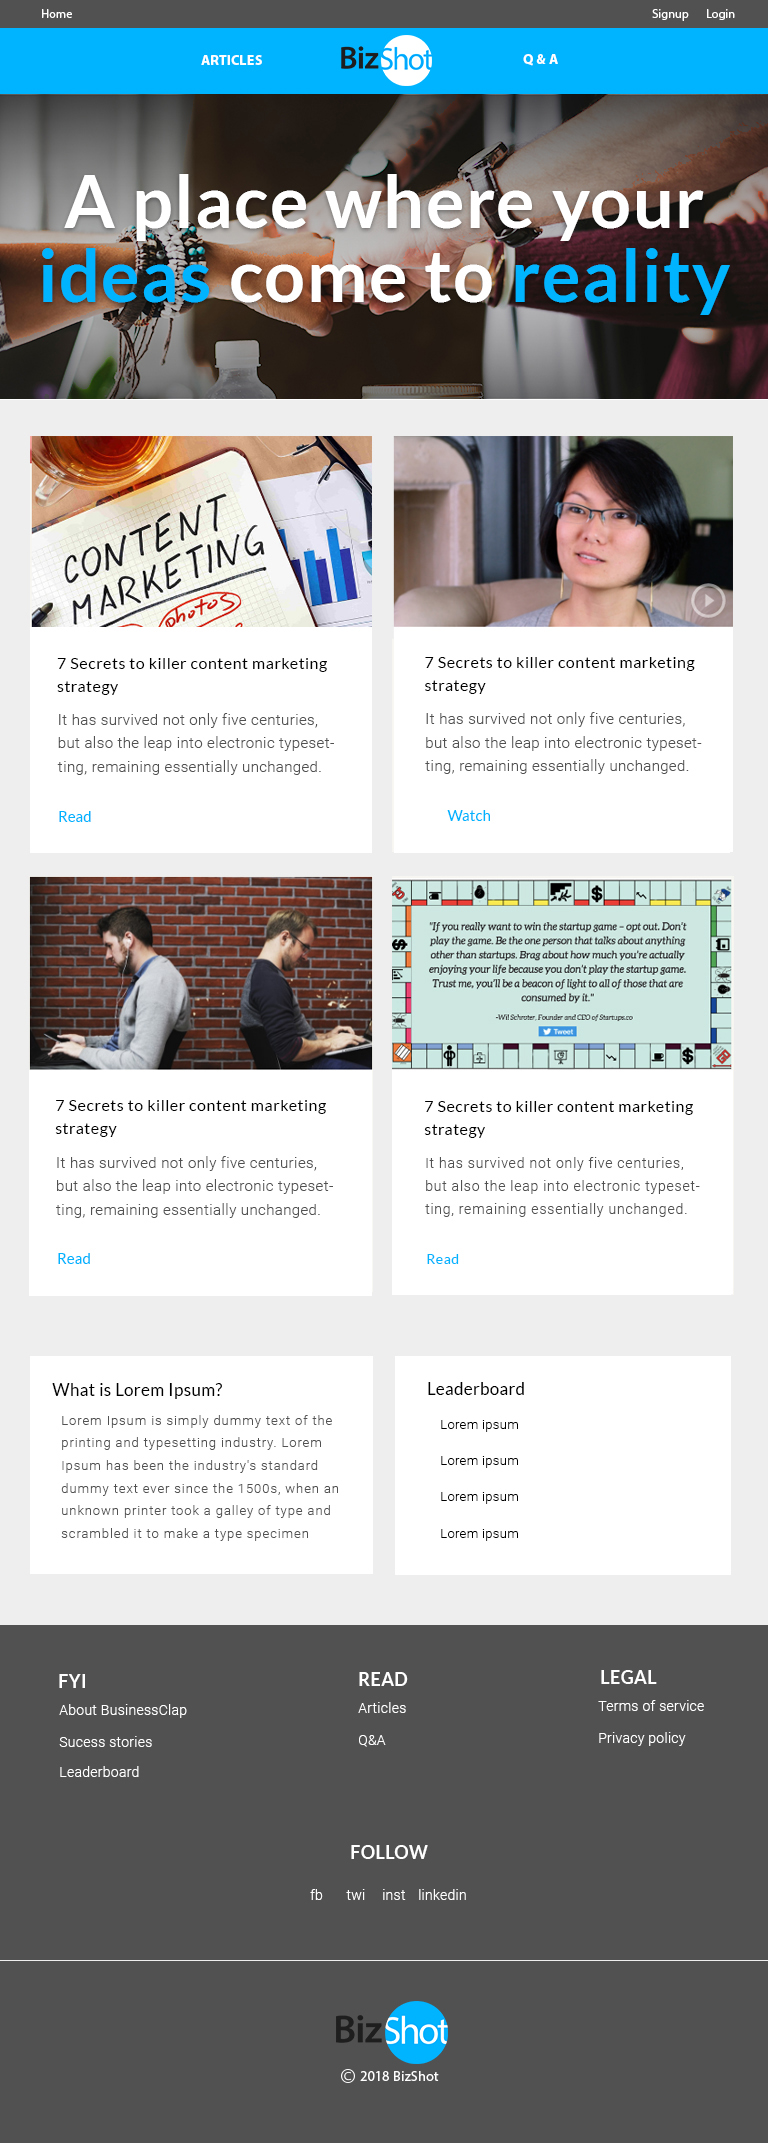 Home
Signup Login
ARTICLES
BizShot
Q & A
A place where your
ideas come to reality
CONTENT
MARKETING
photos
7 Secrets to killer content marketing
strategy
It has survived not only five centuries,
but also the leap into electronic typeset-
ting, remaining essentially unchanged.
Read
7 Secrets to killer content marketing
strategy
It has survived not only five centuries,
but also the leap into electronic typeset-
ting, remaining essentially unchanged.
Watch
"If you really want to win the startup game – opt out. Don't
play the game. Be the one person that talks about anything
other than startups. Brag about how much you're actually
enjoying your life because you don't play the startup game.
Trust me, you'll be a beacon of light to all of those that are
consumed by it."
-Wil Schroter, Founder and CEO of Startups.co
Tweet
7 Secrets to killer content marketing
strategy
It has survived not only five centuries,
but also the leap into electronic typeset-
ting, remaining essentially unchanged.
Read
7 Secrets to killer content marketing
strategy
It has survived not only five centuries,
but also the leap into electronic typeset-
ting, remaining essentially unchanged.
Read
What is Lorem Ipsum?
Lorem Ipsum is simply dummy text of the
printing and typesetting industry. Lorem
Ipsum has been the industry's standard
dummy text ever since the 1500s, when an
unknown printer took a galley of type and
scrambled it to make a type specimen
Leaderboard
Lorem ipsum
Lorem ipsum
Lorem ipsum
Lorem ipsum
FYI
About BusinessClap
Sucess stories
Leaderboard
READ
Articles
Q&A
LEGAL
Terms of service
Privacy policy
FOLLOW
fb twi inst linkedin
BizShot
© 2018 BizShot